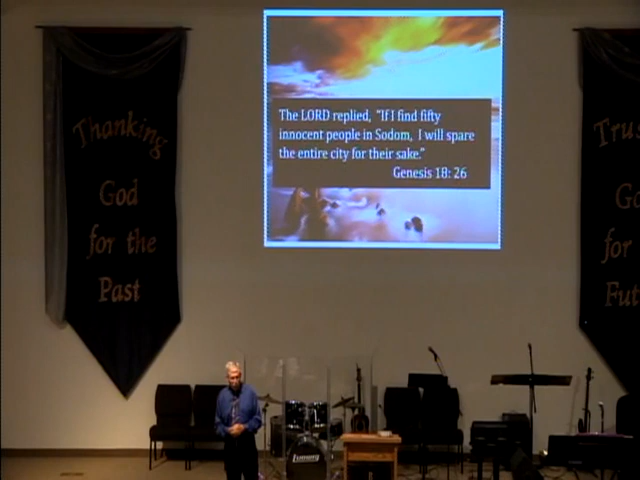 Thanking
God
for the
Past
The LORD replied, "If I find fifty
innocent people in Sodom, I will spare
the entire city for their sake."
Genesis 18: 26
Trus
Go
for
Fut
Ludwig